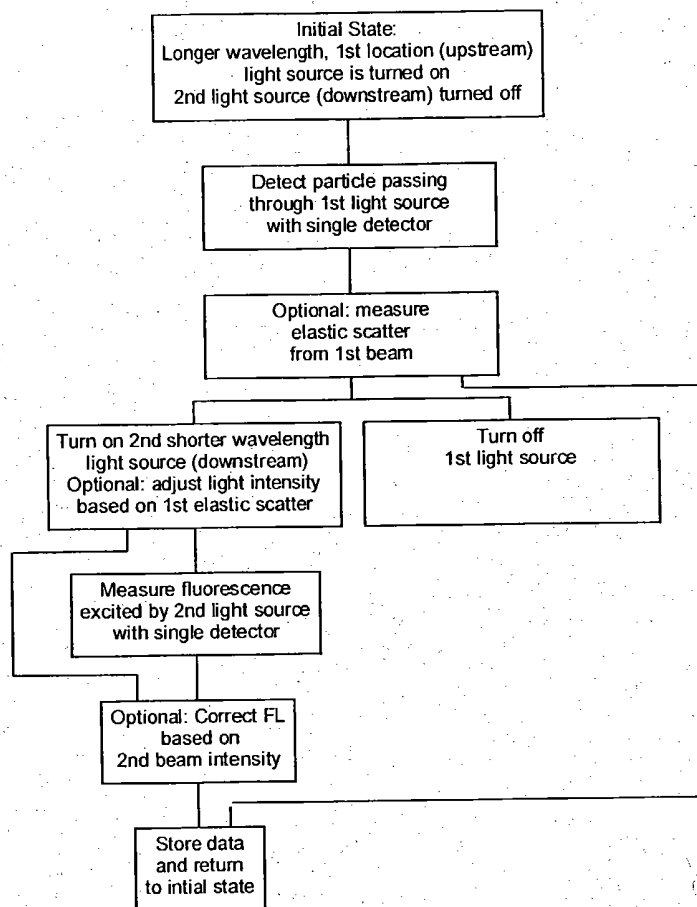 Initial State:
Longer wavelength, 1st location (upstream)
light source is turned on
2nd light source (downstream) turned off
Detect particle passing
through 1st light source
with single detector
Optional: measure
elastic scatter
from 1st beam
Turn on 2nd shorter wavelength
light source (downstream)
Optional: adjust light intensity
based on 1st elastic scatter
Turn off
1st light source
Measure fluorescence
excited by 2nd light source
with single detector
Optional: Correct FL
based on
2nd beam intensity
Store data
and return
to intial state